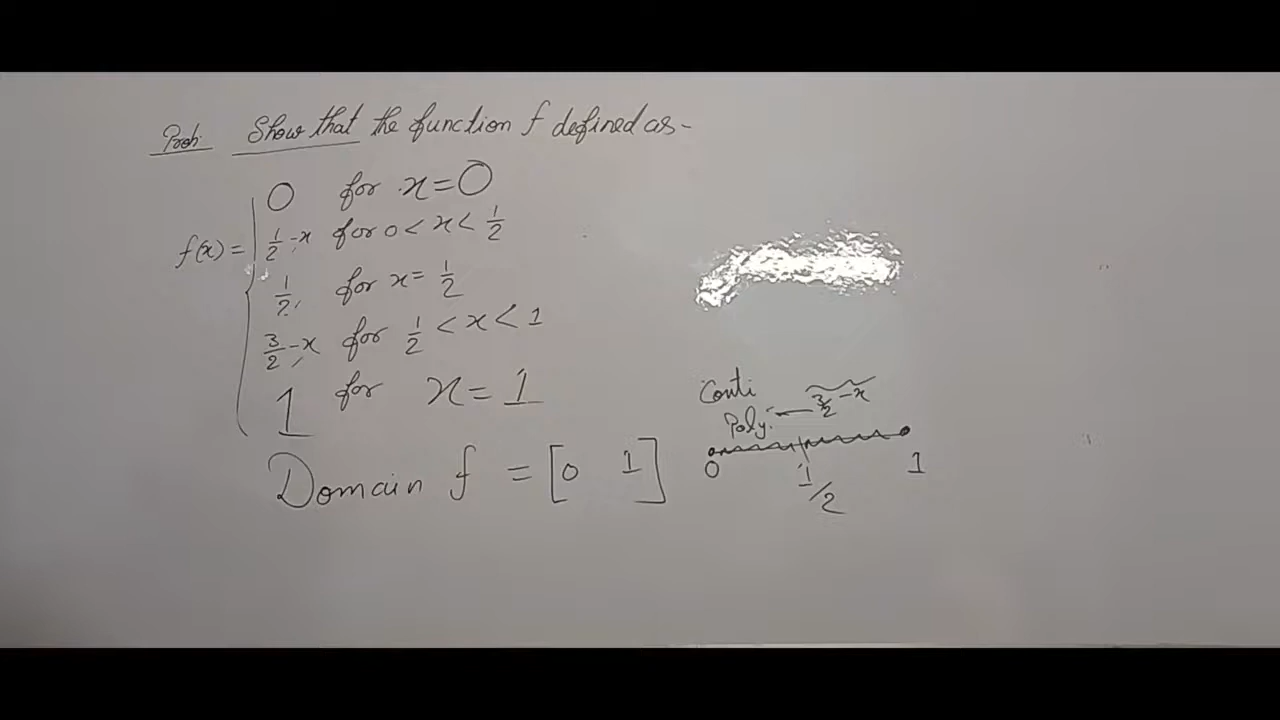 Prob. Show that the function f defined as-
0 for x=0
f(x)= 1/2-x for 0<x<1/2
1/2, for x=1/2
3/2-x, for 1/2<x<1
1 for x=1
Conti
Poly. 3/2-x
Domain f = [0 1]
0 1/2 1